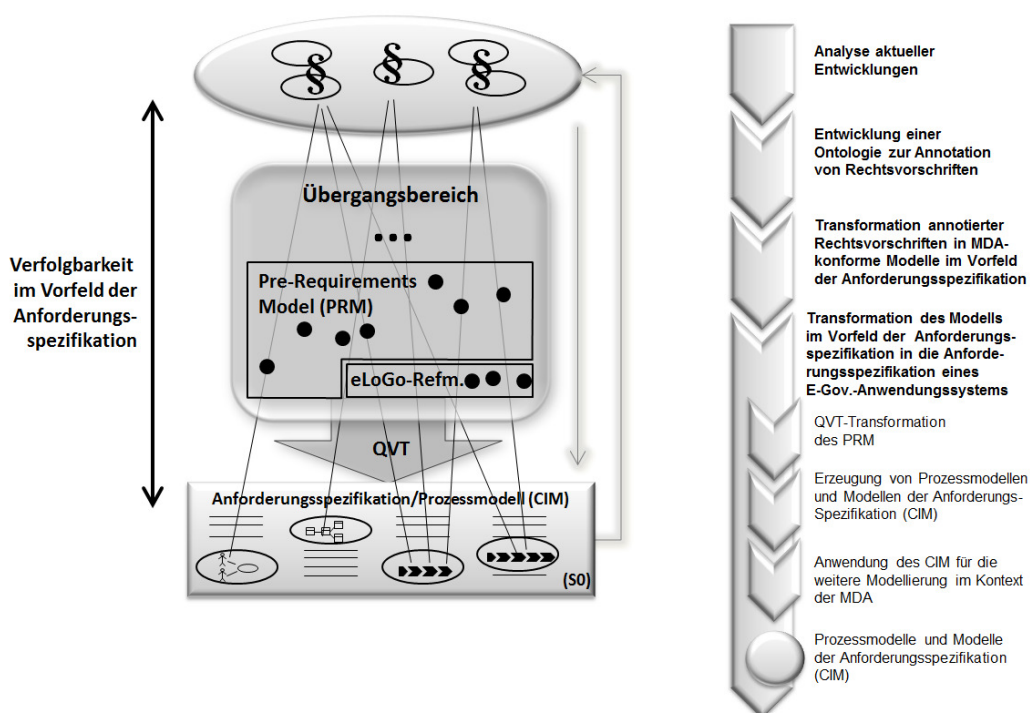 § § §
§ § §
Übergangsbereich
...
Pre-Requirements
Model (PRM)
eLoGo-Refm.
QVT
Anforderungsspezifikation/Prozessmodell (CIM)
(S0)
Verfolgbarkeit
im Vorfeld der
Anforderungs-
spezifikation
Analyse aktueller
Entwicklungen
Entwicklung einer
Ontologie zur Annotation
von Rechtsvorschriften
Transformation annotierter
Rechtsvorschriften in MDA-
konforme Modelle im Vorfeld
der Anforderungsspezifikation
Transformation des Modells
im Vorfeld der Anforderungs-
spezifikation in die Anforde-
rungsspezifikation eines
E-Gov.-Anwendungssystems
QVT-Transformation
des PRM
Erzeugung von Prozessmodellen
und Modellen der Anforderungs-
Spezifikation (CIM)
Anwendung des CIM für die
weitere Modellierung im Kontext
der MDA
Prozessmodelle und Modelle
der Anforderungsspezifikation
(CIM)